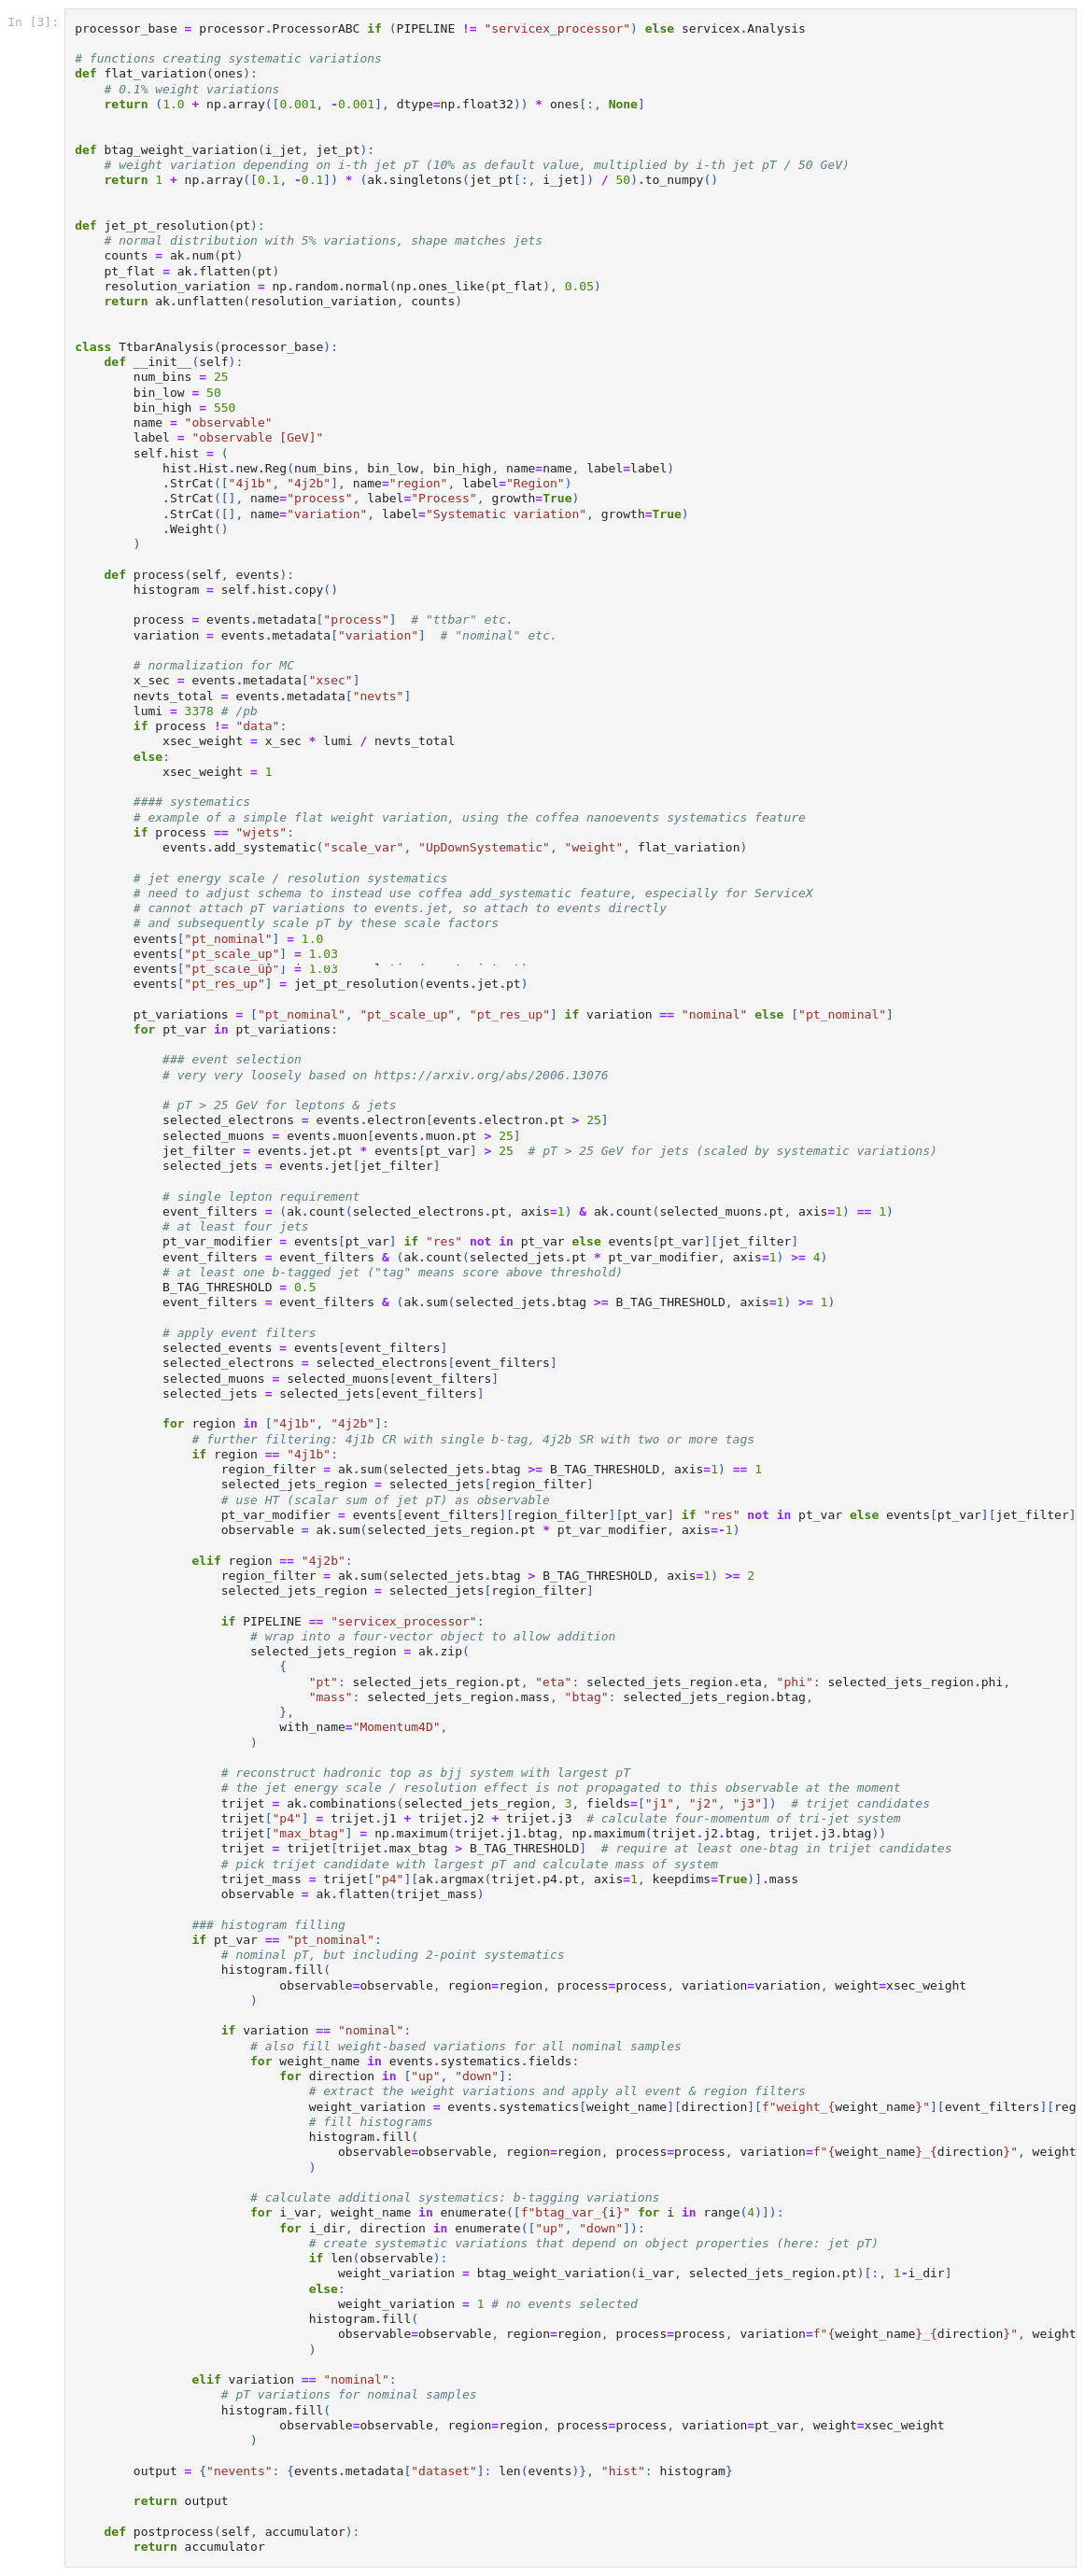 In [3]:
processor_base = processor.ProcessorABC if (PIPELINE != "servicex_processor") else servicex.Analysis

# functions creating systematic variations
def flat_variation(ones):
    # 0.1% weight variations
    return (1.0 + np.array([0.001, -0.001], dtype=np.float32)) * ones[:, None]


def btag_weight_variation(i_jet, jet_pt):
    # weight variation depending on i-th jet pT (10% as default value, multiplied by i-th jet pT / 50 GeV)
    return 1 + np.array([0.1, -0.1]) * (ak.singletons(jet_pt[:, i_jet]) / 50).to_numpy()


def jet_pt_resolution(pt):
    # normal distribution with 5% variations, shape matches jets
    counts = ak.num(pt)
    pt_flat = ak.flatten(pt)
    resolution_variation = np.random.normal(np.ones_like(pt_flat), 0.05)
    return ak.unflatten(resolution_variation, counts)


class TtbarAnalysis(processor_base):
    def __init__(self):
        num_bins = 25
        bin_low = 50
        bin_high = 550
        name = "observable"
        label = "observable [GeV]"
        self.hist = (
            hist.Hist.new.Reg(num_bins, bin_low, bin_high, name=name, label=label)
            .StrCat(["4j1b", "4j2b"], name="region", label="Region")
            .StrCat([], name="process", label="Process", growth=True)
            .StrCat([], name="variation", label="Systematic variation", growth=True)
            .Weight()
        )

    def process(self, events):
        histogram = self.hist.copy()

        process = events.metadata["process"]  # "ttbar" etc.
        variation = events.metadata["variation"]  # "nominal" etc.

        # normalization for MC
        x_sec = events.metadata["xsec"]
        nevts_total = events.metadata["nevts"]
        lumi = 3378 # /pb
        if process != "data":
            xsec_weight = x_sec * lumi / nevts_total
        else:
            xsec_weight = 1

        #### systematics
        # example of a simple flat weight variation, using the coffea nanoevents systematics feature
        if process == "wjets":
            events.add_systematic("scale_var", "UpDownSystematic", "weight", flat_variation)

        # jet energy scale / resolution systematics
        # need to adjust schema to instead use coffea add_systematic feature, especially for ServiceX
        # cannot attach pT variations to events.jet, so attach to events directly
        # and subsequently scale pT by these scale factors
        events["pt_nominal"] = 1.0
        events["pt_scale_up"] = 1.03
        events["pt_scale_up"] = 1.03
        events["pt_res_up"] = jet_pt_resolution(events.jet.pt)

        pt_variations = ["pt_nominal", "pt_scale_up", "pt_res_up"] if variation == "nominal" else ["pt_nominal"]
        for pt_var in pt_variations:

            ### event selection
            # very very loosely based on https://arxiv.org/abs/2006.13076

            # pT > 25 GeV for leptons & jets
            selected_electrons = events.electron[events.electron.pt > 25]
            selected_muons = events.muon[events.muon.pt > 25]
            jet_filter = events.jet.pt * events[pt_var] > 25  # pT > 25 GeV for jets (scaled by systematic variations)
            selected_jets = events.jet[jet_filter]

            # single lepton requirement
            event_filters = (ak.count(selected_electrons.pt, axis=1) & ak.count(selected_muons.pt, axis=1) == 1)
            # at least four jets
            pt_var_modifier = events[pt_var] if "res" not in pt_var else events[pt_var][jet_filter]
            event_filters = event_filters & (ak.count(selected_jets.pt * pt_var_modifier, axis=1) >= 4)
            # at least one b-tagged jet ("tag" means score above threshold)
            B_TAG_THRESHOLD = 0.5
            event_filters = event_filters & (ak.sum(selected_jets.btag >= B_TAG_THRESHOLD, axis=1) >= 1)

            # apply event filters
            selected_events = events[event_filters]
            selected_electrons = selected_electrons[event_filters]
            selected_muons = selected_muons[event_filters]
            selected_jets = selected_jets[event_filters]

            for region in ["4j1b", "4j2b"]:
                # further filtering: 4j1b CR with single b-tag, 4j2b SR with two or more tags
                if region == "4j1b":
                    region_filter = ak.sum(selected_jets.btag >= B_TAG_THRESHOLD, axis=1) == 1
                    selected_jets_region = selected_jets[region_filter]
                    # use HT (scalar sum of jet pT) as observable
                    pt_var_modifier = events[event_filters][region_filter][pt_var] if "res" not in pt_var else events[pt_var][jet_filter]
                    observable = ak.sum(selected_jets_region.pt * pt_var_modifier, axis=-1)

                elif region == "4j2b":
                    region_filter = ak.sum(selected_jets.btag > B_TAG_THRESHOLD, axis=1) >= 2
                    selected_jets_region = selected_jets[region_filter]

                    if PIPELINE == "servicex_processor":
                        # wrap into a four-vector object to allow addition
                        selected_jets_region = ak.zip(
                            {
                                "pt": selected_jets_region.pt, "eta": selected_jets_region.eta, "phi": selected_jets_region.phi,
                                "mass": selected_jets_region.mass, "btag": selected_jets_region.btag,
                            },
                            with_name="Momentum4D",
                        )

                    # reconstruct hadronic top as bjj system with largest pT
                    # the jet energy scale / resolution effect is not propagated to this observable at the moment
                    trijet = ak.combinations(selected_jets_region, 3, fields=["j1", "j2", "j3"])  # trijet candidates
                    trijet["p4"] = trijet.j1 + trijet.j2 + trijet.j3  # calculate four-momentum of tri-jet system
                    trijet["max_btag"] = np.maximum(trijet.j1.btag, np.maximum(trijet.j2.btag, trijet.j3.btag))
                    trijet = trijet[trijet.max_btag > B_TAG_THRESHOLD]  # require at least one-btag in trijet candidates
                    # pick trijet candidate with largest pT and calculate mass of system
                    trijet_mass = trijet["p4"][ak.argmax(trijet.p4.pt, axis=1, keepdims=True)].mass
                    observable = ak.flatten(trijet_mass)

                ### histogram filling
                if pt_var == "pt_nominal":
                    # nominal pT, but including 2-point systematics
                    histogram.fill(
                            observable=observable, region=region, process=process, variation=variation, weight=xsec_weight
                        )

                    if variation == "nominal":
                        # also fill weight-based variations for all nominal samples
                        for weight_name in events.systematics.fields:
                            for direction in ["up", "down"]:
                                # extract the weight variations and apply all event & region filters
                                weight_variation = events.systematics[weight_name][direction][f"weight_{weight_name}"][event_filters][reg
                                # fill histograms
                                histogram.fill(
                                    observable=observable, region=region, process=process, variation=f"{weight_name}_{direction}", weight
                                )

                        # calculate additional systematics: b-tagging variations
                        for i_var, weight_name in enumerate([f"btag_var_{i}" for i in range(4)]):
                            for i_dir, direction in enumerate(["up", "down"]):
                                # create systematic variations that depend on object properties (here: jet pT)
                                if len(observable):
                                    weight_variation = btag_weight_variation(i_var, selected_jets_region.pt)[:, 1-i_dir]
                                else:
                                    weight_variation = 1 # no events selected
                                histogram.fill(
                                    observable=observable, region=region, process=process, variation=f"{weight_name}_{direction}", weight
                                )

                elif variation == "nominal":
                    # pT variations for nominal samples
                    histogram.fill(
                            observable=observable, region=region, process=process, variation=pt_var, weight=xsec_weight
                        )

        output = {"nevents": {events.metadata["dataset"]: len(events)}, "hist": histogram}

        return output

    def postprocess(self, accumulator):
        return accumulator